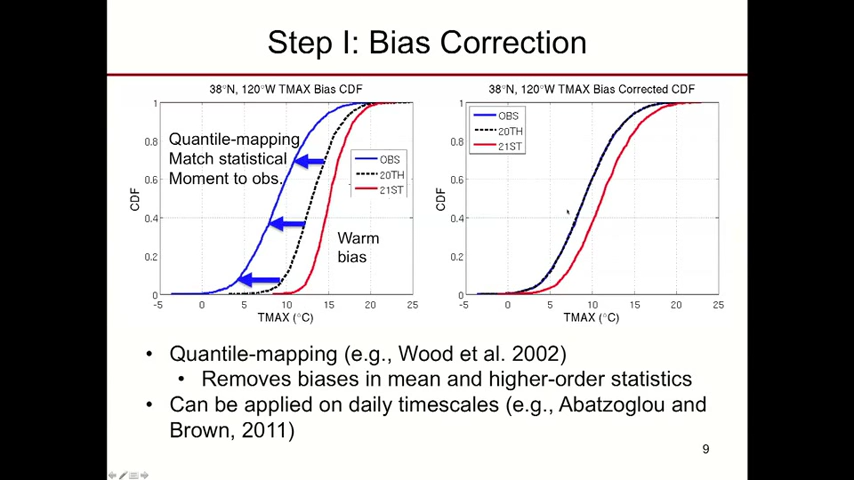 Step I: Bias Correction
38°N, 120°W TMAX Bias CDF
1
0.8
0.6
0.4
0.2
0
CDF
Quantile-mapping
Match statistical
Moment to obs.
OBS
20TH
21ST
Warm
bias
-5 0 5 10 15 20 25
TMAX (°C)
38°N, 120°W TMAX Bias Corrected CDF
1
0.8
0.6
0.4
0.2
0
CDF
OBS
20TH
21ST
-5 0 5 10 15 20 25
TMAX (°C)
• Quantile-mapping (e.g., Wood et al. 2002)
• Removes biases in mean and higher-order statistics
• Can be applied on daily timescales (e.g., Abatzoglou and
Brown, 2011)
9